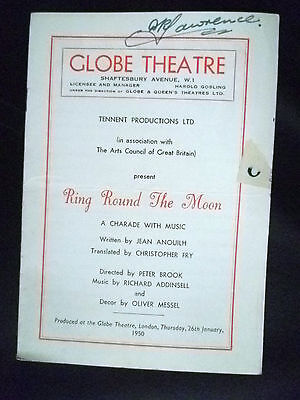 Lawrence.
GLOBE THEATRE
SHAFTESBURY AVENUE, W.1
LICENSEE AND MANAGER HAROLD GOSLING
UNDER THE DIRECTION OF GLOBE & QUEEN'S THEATRES LTD.
TENNENT PRODUCTIONS LTD.
(in association with
The Arts Council of Great Britain)
present
Ring Round The Moon
A CHARADE WITH MUSIC
Written by JEAN ANOUILH
Translated by CHRISTOPHER FRY
Directed by PETER BROOK
Music by RICHARD ADDINSELL
and
Decor by OLIVER MESSEL
Produced at the Globe Theatre, London, Thursday, 26th January,
1950